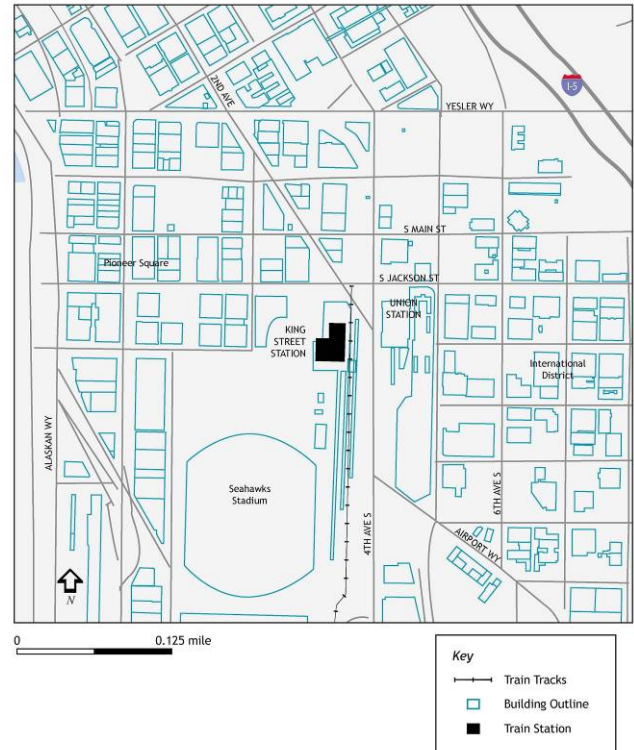 2ND AVE
I-5
YESLER WY
S MAIN ST
Pioneer Square
S JACKSON ST
UNION
STATION
KING
STREET
STATION
International
District
ALASKAN WY
Seahawks
Stadium
4TH AVE S
6TH AVE S
AIRPORT WY
N
0 0.125 mile
Key
Train Tracks
Building Outline
Train Station